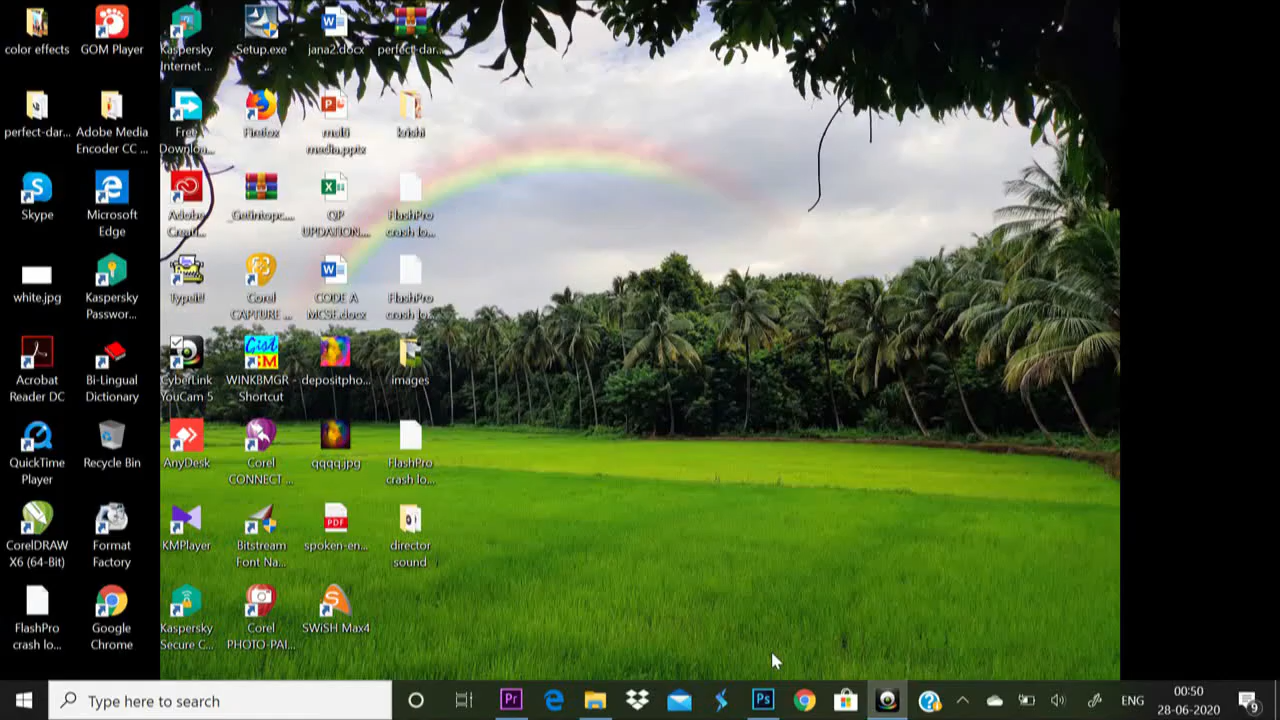 color effects
GOM Player
Kaspersky
Internet ...
Setup.exe
jana2.docx
perfect-dar...
perfect-dar...
Adobe Media
Encoder CC ...
Free
Downloa...
Firefox
multi
media.pptx
krishi
Skype
Microsoft
Edge
Adobe
Creati...
_Getintopc....
QP
UPDATION....
FlashPro
crash lo...
white.jpg
Kaspersky
Passwor...
TypeIt!
Corel
CAPTURE ...
CODE A
MCSE.docx
FlashPro
crash lo...
Acrobat
Reader DC
Bi-Lingual
Dictionary
CyberLink
YouCam 5
WINKBMGR -
Shortcut
depositpho...
images
QuickTime
Player
Recycle Bin
AnyDesk
Corel
CONNECT ...
qqqq.jpg
FlashPro
crash lo...
CorelDRAW
X6 (64-Bit)
Format
Factory
KMPlayer
Bitstream
Font Na...
spoken-en...
director
sound
FlashPro
crash lo...
Google
Chrome
Kaspersky
Secure C...
Corel
PHOTO-PAI...
SWiSH Max4
Type here to search
Pr
Ps
ENG
00:50
28-06-2020
9